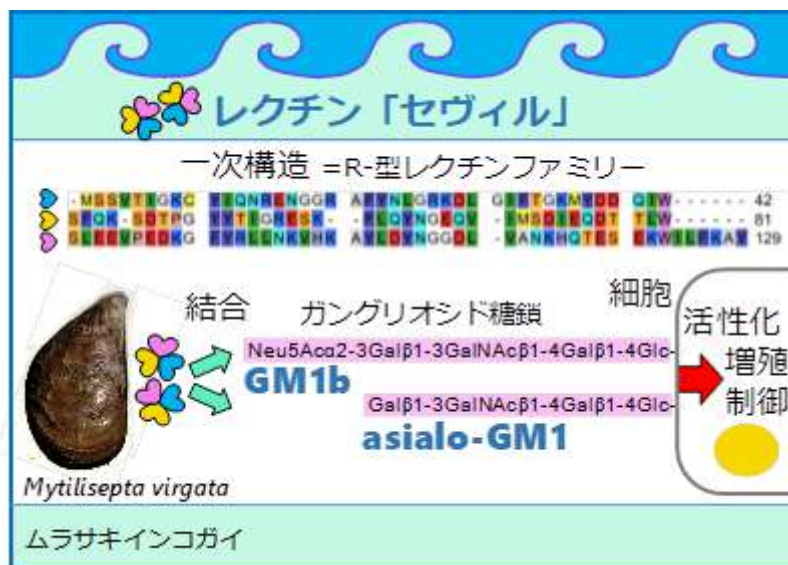 レクチン「セヴィル」
一次構造 =R-型レクチンファミリー
42
81
129
結合
ガングリオシド糖鎖
細胞
活性化
増殖
制御
Neu5Acα2-3Galβ1-3GalNAcβ1-4Galβ1-4Glc-
GM1b
Galβ1-3GalNAcβ1-4Galβ1-4Glc-
asialo-GM1
Mytilisepta virgata
ムラサキインコガイ